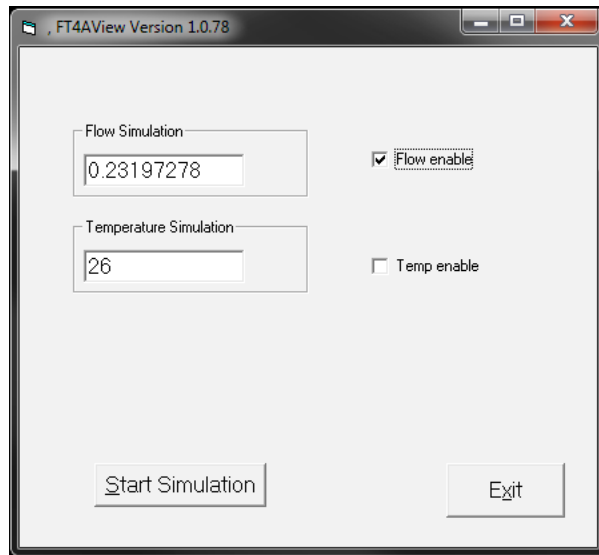 , FT4AView Version 1.0.78
Flow Simulation
0.23197278
Flow enable
Temperature Simulation
26
Temp enable
Start Simulation
Exit